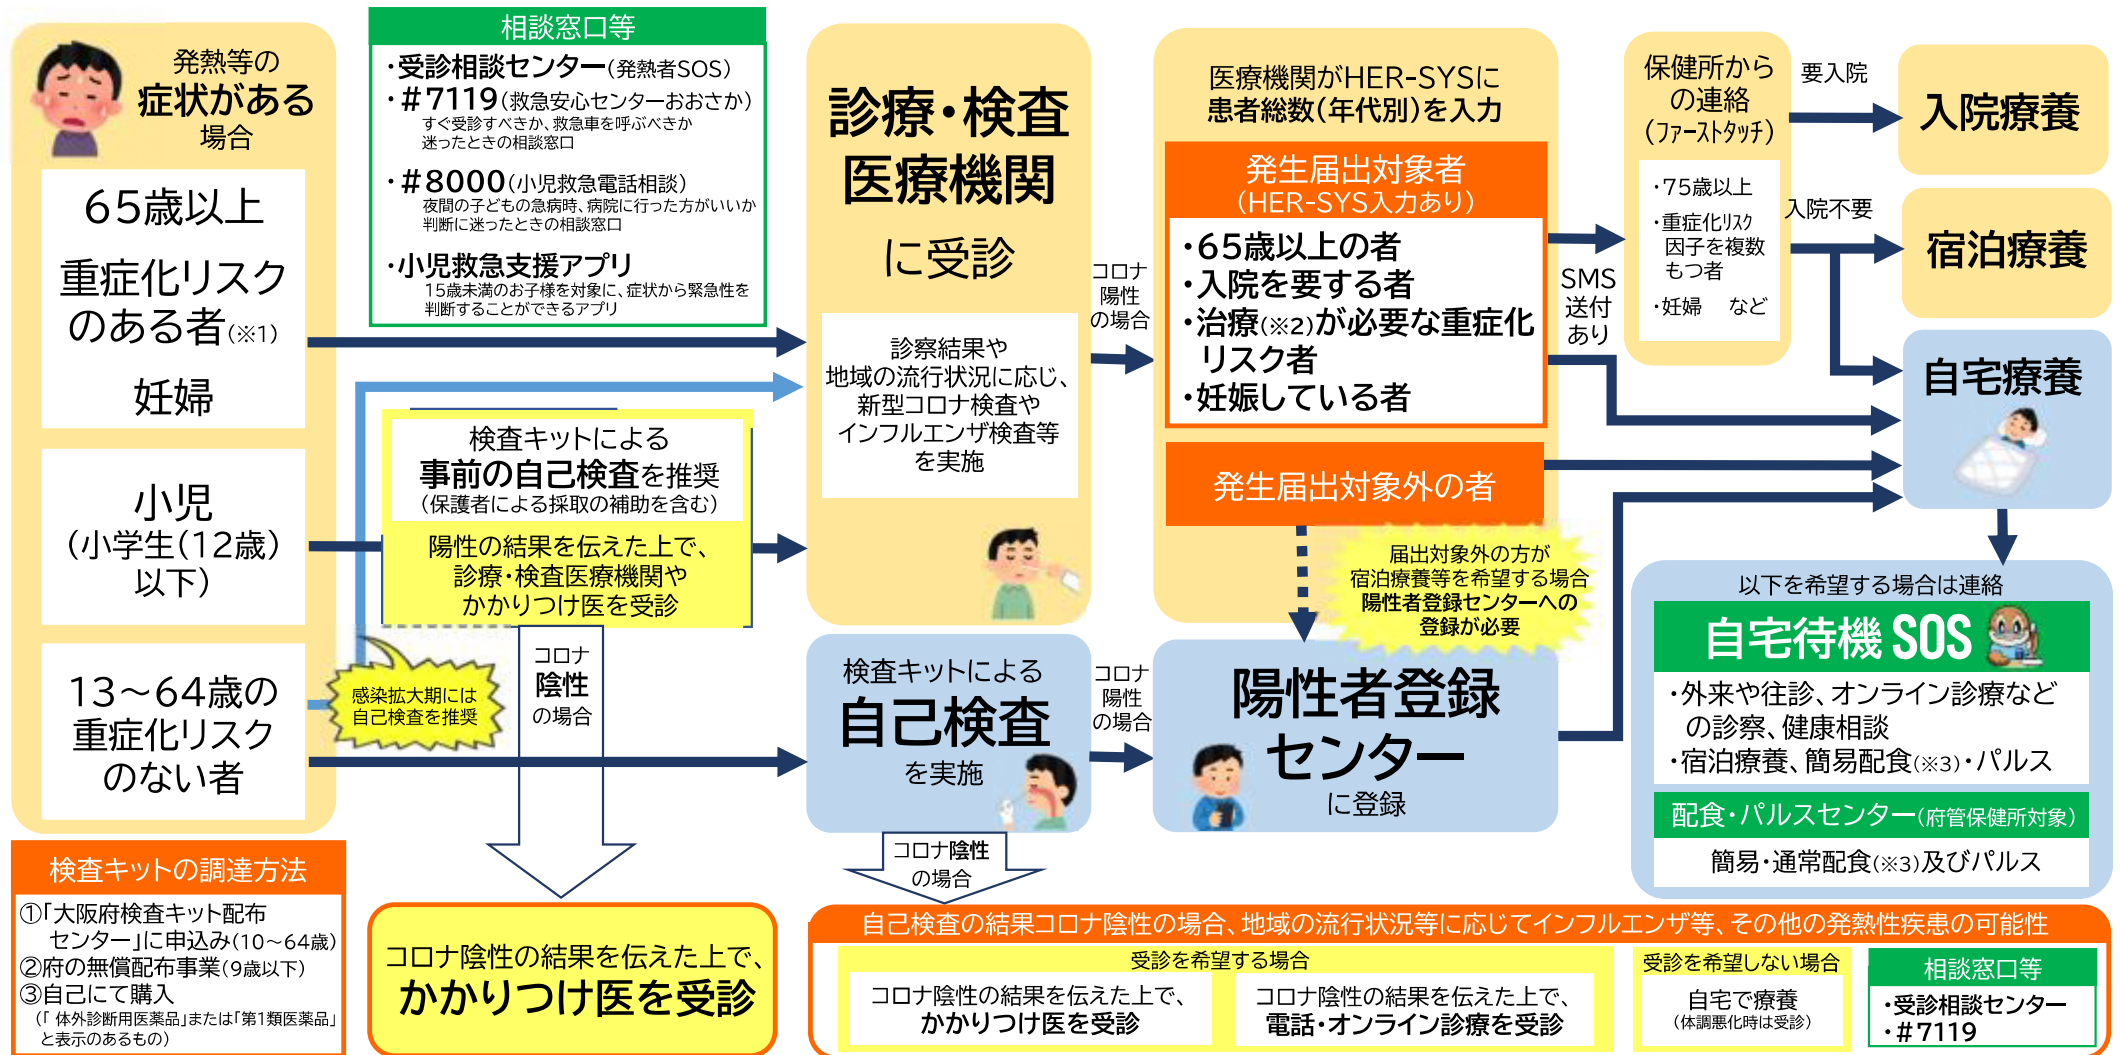 発熱等の
症状がある
場合
65歳以上
重症化リスク
のある者(※1)
妊婦
小児
(小学生(12歳)
以下)
13～64歳の
重症化リスク
のない者
検査キットの調達方法
①「大阪府検査キット配布
センター」に申込み(10～64歳)
②府の無償配布事業(9歳以下)
③自己にて購入
(「体外診断用医薬品」または「第1類医薬品」
と表示のあるもの)
相談窓口等
・受診相談センター(発熱者SOS)
・#7119(救急安心センターおおさか)
すぐ受診すべきか、救急車を呼ぶべきか
迷ったときの相談窓口
・#8000(小児救急電話相談)
夜間の子どもの急病時、病院に行った方がいいか
判断に迷ったときの相談窓口
・小児救急支援アプリ
15歳未満のお子様を対象に、症状から緊急性を
判断することができるアプリ
検査キットによる
事前の自己検査を推奨
(保護者による採取の補助を含む)
陽性の結果を伝えた上で、
診療・検査医療機関や
かかりつけ医を受診
感染拡大期には
自己検査を推奨
コロナ
陰性
の場合
コロナ陰性の結果を伝えた上で、
かかりつけ医を受診
診療・検査
医療機関
に受診
診察結果や
地域の流行状況に応じ、
新型コロナ検査や
インフルエンザ検査等
を実施
検査キットによる
自己検査
を実施
コロナ陰性
の場合
コロナ
陽性
の場合
コロナ
陽性
の場合
医療機関がHER-SYSに
患者総数(年代別)を入力
発生届出対象者
(HER-SYS入力あり)
・65歳以上の者
・入院を要する者
・治療(※2)が必要な重症化
リスク者
・妊娠している者
発生届出対象外の者
届出対象外の方が
宿泊療養等を希望する場合
陽性者登録センターへの
登録が必要
陽性者登録
センター
に登録
SMS
送付
あり
保健所から
の連絡
(ファーストタッチ)
・75歳以上
・重症化リスク
因子を複数
もつ者
・妊婦 など
要入院
入院不要
入院療養
宿泊療養
自宅療養
以下を希望する場合は連絡
自宅待機SOS
・外来や往診、オンライン診療など
の診察、健康相談
・宿泊療養、簡易配食(※3)・パルス
配食・パルスセンター(府管保健所対象)
簡易・通常配食(※3)及びパルス
自己検査の結果コロナ陰性の場合、地域の流行状況等に応じてインフルエンザ等、その他の発熱性疾患の可能性
受診を希望する場合
コロナ陰性の結果を伝えた上で、
かかりつけ医を受診
コロナ陰性の結果を伝えた上で、
電話・オンライン診療を受診
受診を希望しない場合
自宅で療養
(体調悪化時は受診)
相談窓口等
・受診相談センター
・#7119